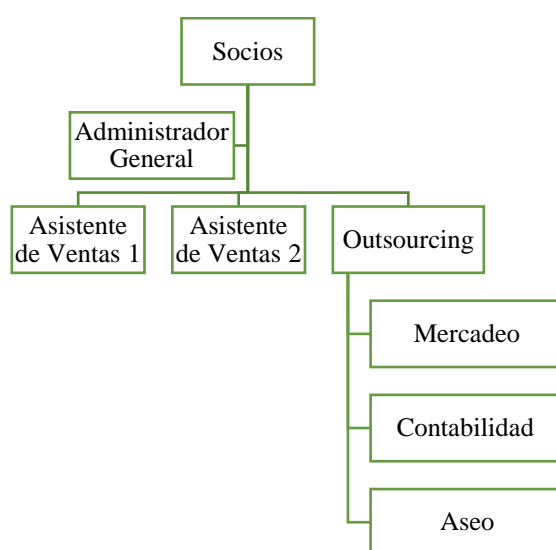 Socios
Administrador
General
Asistente
de Ventas 1
Asistente
de Ventas 2
Outsourcing
Mercadeo
Contabilidad
Aseo